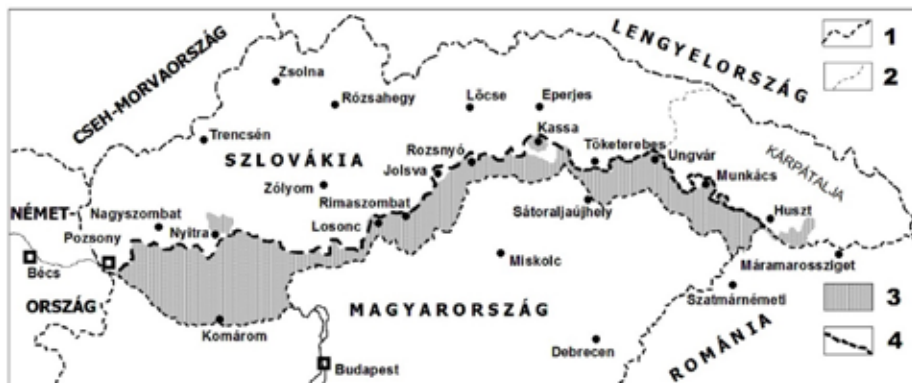 CSEH-MORVAORSZÁG
LENGYELORSZÁG
1
2
Zsolna
Rózsahegy
Lőcse
Eperjes
Kassa
Trencsén
SZLOVÁKIA
Rozsnyó
Jolsva
Tőketerebes
Ungvár
KÁRPÁTALJA
Zólyom
Rimaszombat
Munkács
NÉMET-
Nagyszombat
Nyitra
Losonc
Sátoraljaújhely
Huszt
Pozsony
Bécs
Miskolc
Máramarossziget
ORSZÁG
MAGYARORSZÁG
Szatmárnémeti
3
Komárom
ROMÁNIA
4
Debrecen
Budapest